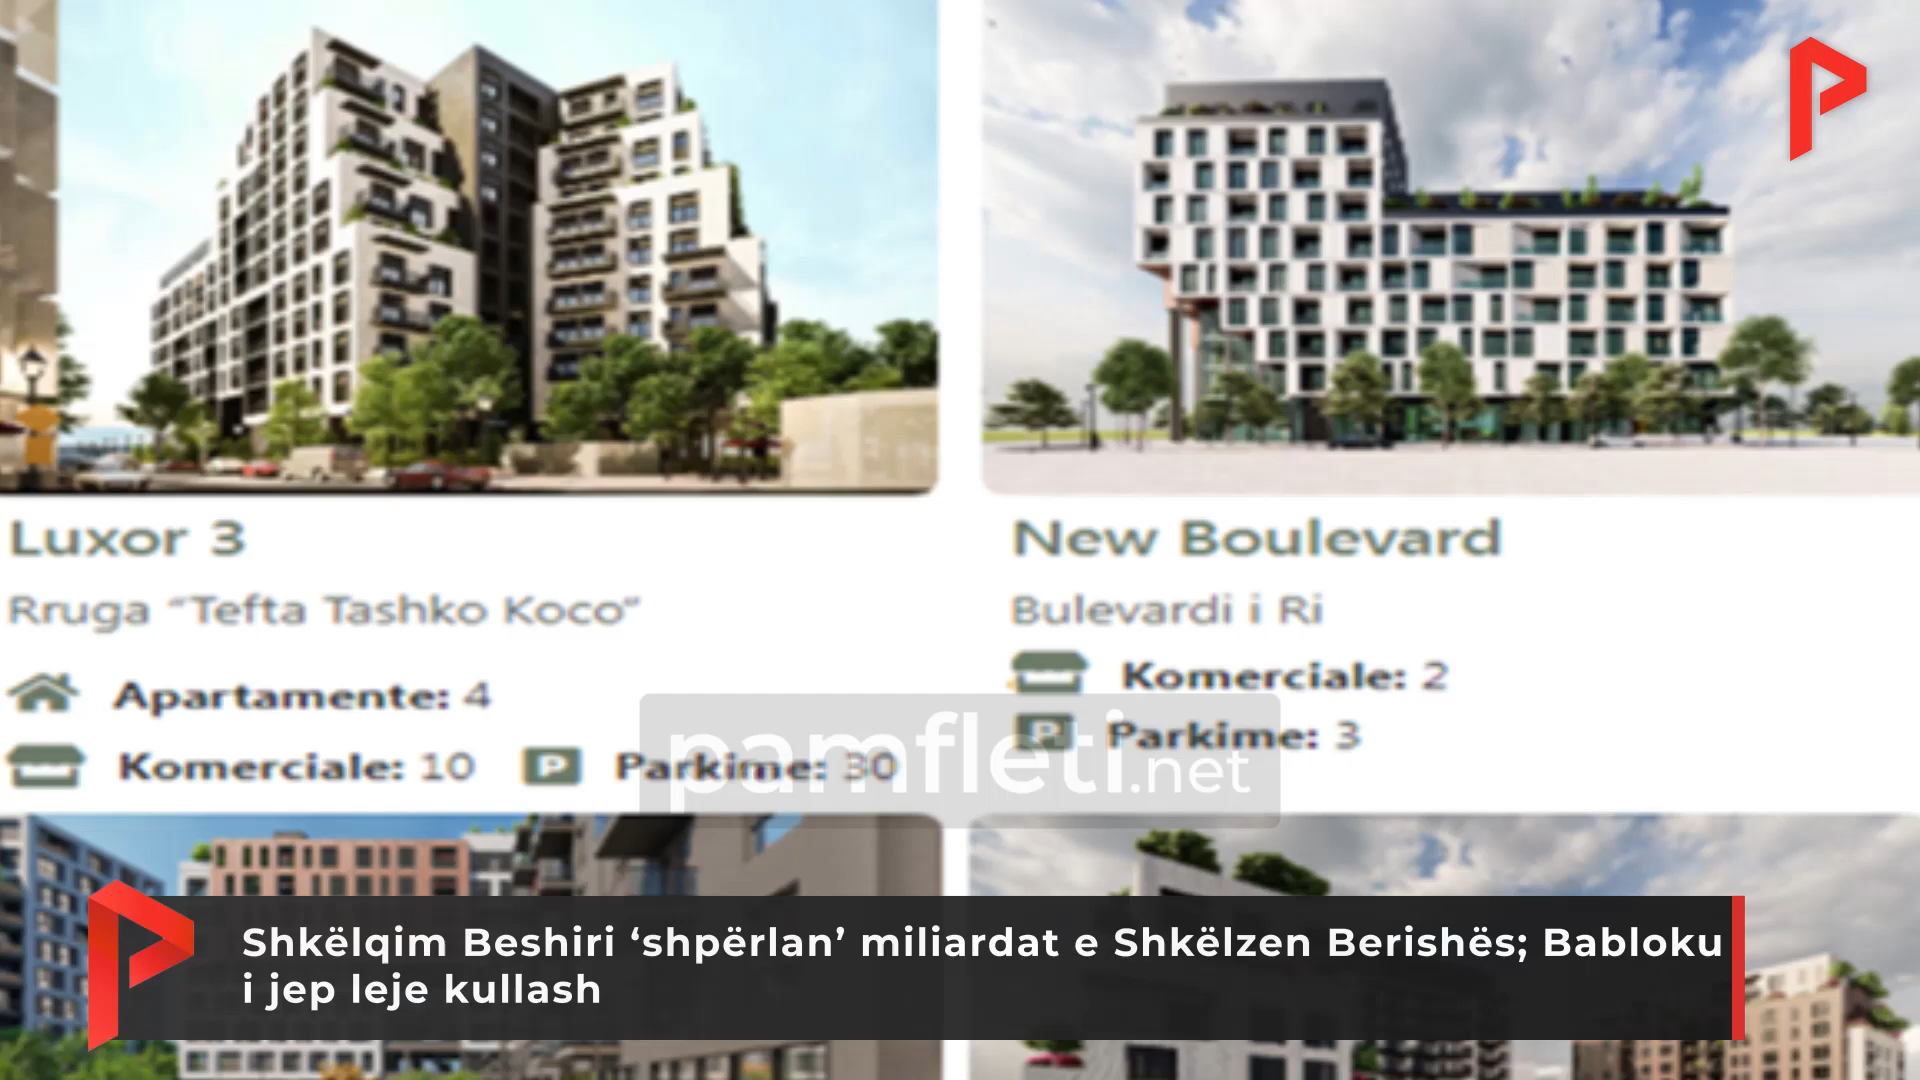 Luxor 3
Rruga “Tefta Tashko Koco”
Apartamente: 4
Komerciale: 10 Parkime: 30
New Boulevard
Bulevardi i Ri
Komerciale: 2
P Parkime: 3
pamfleti.net
Shkëlqim Beshiri ‘shpërlan’ miliardat e Shkëlzen Berishës; Babloku
i jep leje kullash